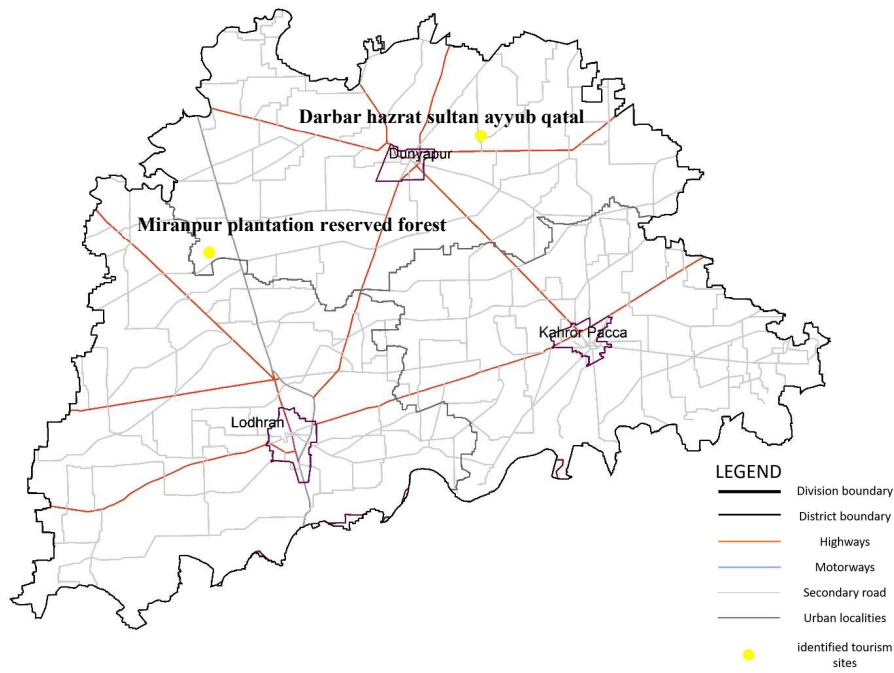 Darbar hazrat sultan ayyub qatal
Dunyapur
Miranpur plantation reserved forest
Kahror Pacca
Lodhran
LEGEND
Division boundary
District boundary
Highways
Motorways
Secondary road
Urban localities
identified tourism
sites